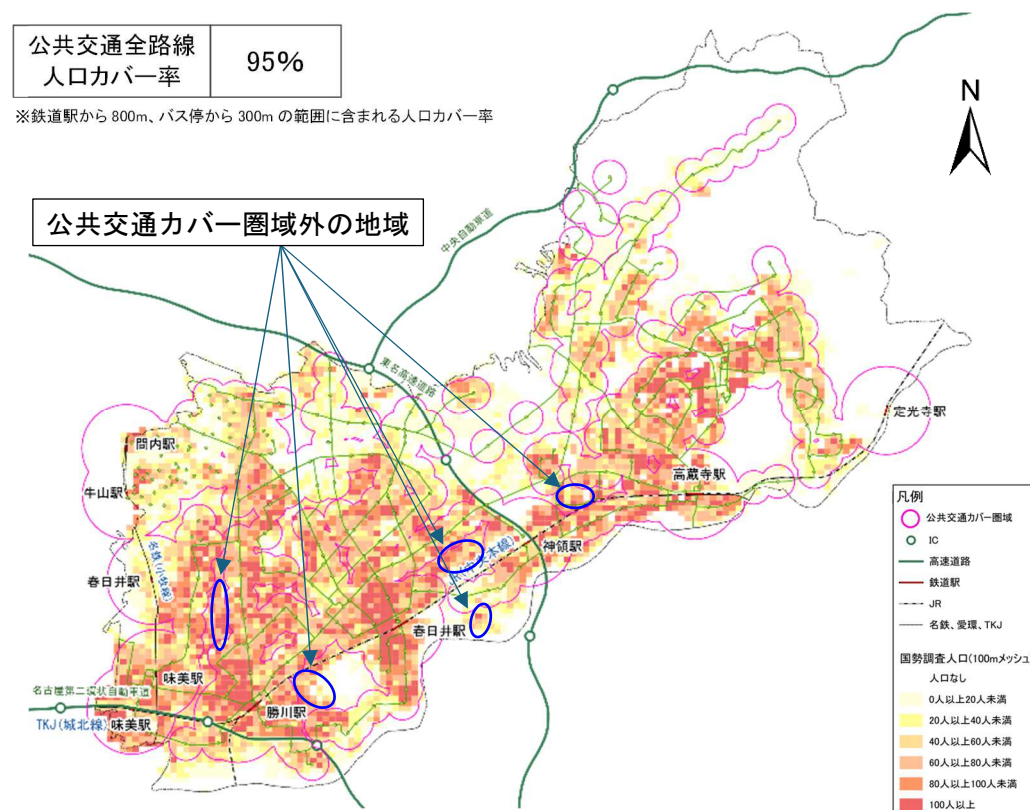 公共交通全路線
人口カバー率
95%
※鉄道駅から 800m、バス停から 300m の範囲に含まれる人口カバー率
N
公共交通カバー圏域外の地域
中央自動車道
東名高速道路
定光寺駅
間内駅
高蔵寺駅
牛山駅
神領駅
名鉄(小牧線)
春日井駅
春日井駅
味美駅
名古屋第二環状自動車道
勝川駅
TKJ(城北線)
味美駅
凡例
公共交通カバー圏域
IC
高速道路
鉄道駅
JR
名鉄、愛環、TKJ
国勢調査人口(100mメッシュ)
人口なし
0人以上20人未満
20人以上40人未満
40人以上60人未満
60人以上80人未満
80人以上100人未満
100人以上